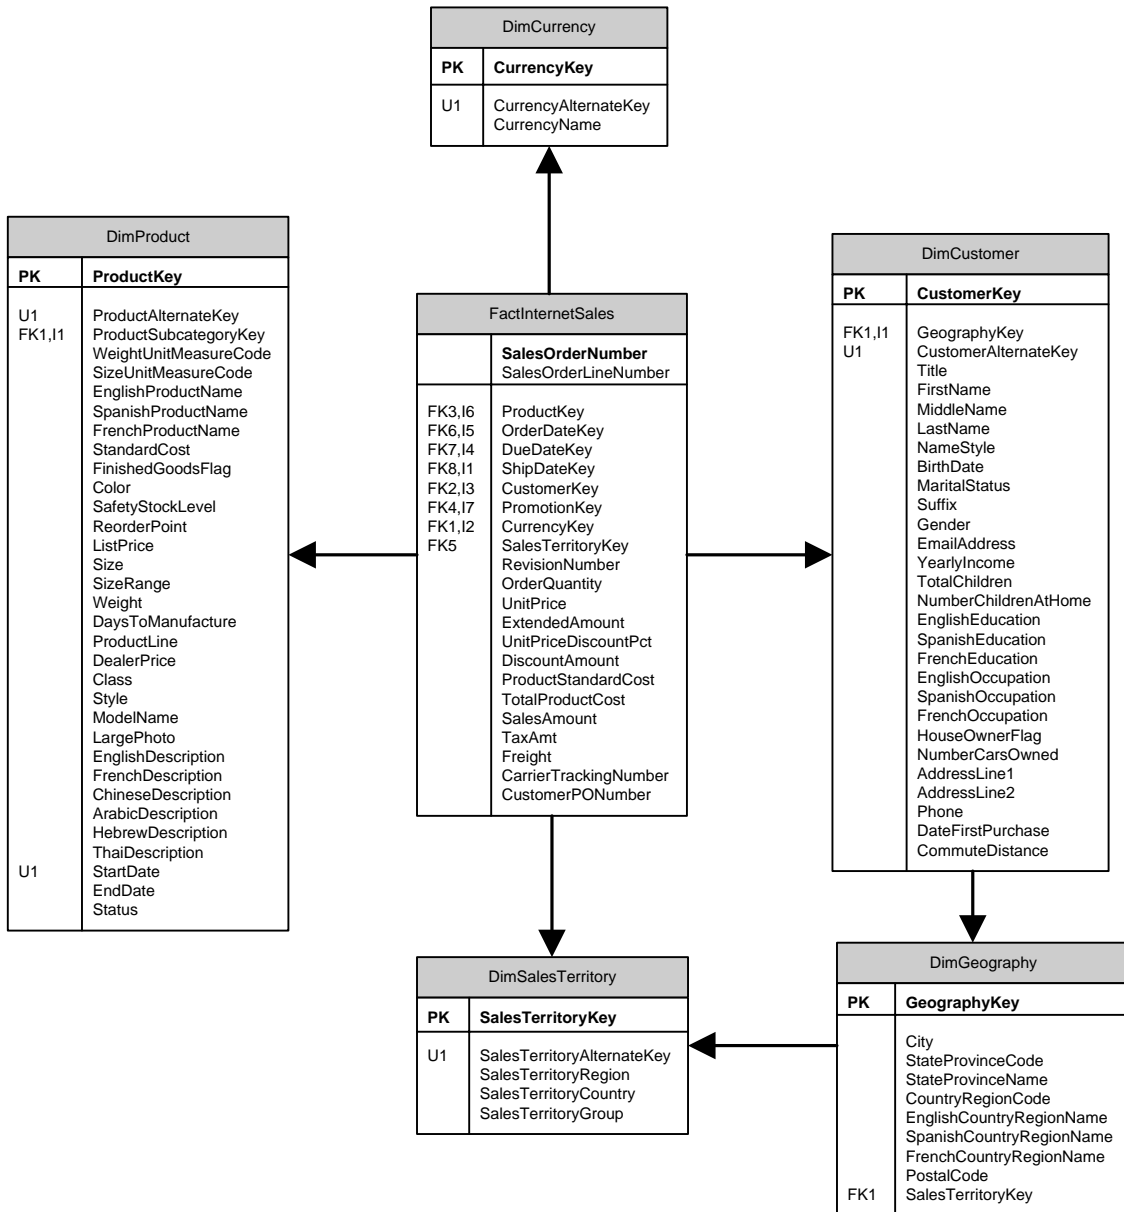 DimCurrency
PK CurrencyKey
U1 CurrencyAlternateKey
CurrencyName
DimProduct
PK ProductKey
U1 ProductAlternateKey
FK1,I1 ProductSubcategoryKey
WeightUnitMeasureCode
SizeUnitMeasureCode
EnglishProductName
SpanishProductName
FrenchProductName
StandardCost
FinishedGoodsFlag
Color
SafetyStockLevel
ReorderPoint
ListPrice
Size
SizeRange
Weight
DaysToManufacture
ProductLine
DealerPrice
Class
Style
ModelName
LargePhoto
EnglishDescription
FrenchDescription
ChineseDescription
ArabicDescription
HebrewDescription
ThaiDescription
U1 StartDate
EndDate
Status
FactInternetSales
SalesOrderNumber
SalesOrderLineNumber
FK3,I6 ProductKey
FK6,I5 OrderDateKey
FK7,I4 DueDateKey
FK8,I1 ShipDateKey
FK2,I3 CustomerKey
FK4,I7 PromotionKey
FK1,I2 CurrencyKey
FK5 SalesTerritoryKey
RevisionNumber
OrderQuantity
UnitPrice
ExtendedAmount
UnitPriceDiscountPct
DiscountAmount
ProductStandardCost
TotalProductCost
SalesAmount
TaxAmt
Freight
CarrierTrackingNumber
CustomerPONumber
DimCustomer
PK CustomerKey
FK1,I1 GeographyKey
U1 CustomerAlternateKey
Title
FirstName
MiddleName
LastName
NameStyle
BirthDate
MaritalStatus
Suffix
Gender
EmailAddress
YearlyIncome
TotalChildren
NumberChildrenAtHome
EnglishEducation
SpanishEducation
FrenchEducation
EnglishOccupation
SpanishOccupation
FrenchOccupation
HouseOwnerFlag
NumberCarsOwned
AddressLine1
AddressLine2
Phone
DateFirstPurchase
CommuteDistance
DimSalesTerritory
PK SalesTerritoryKey
U1 SalesTerritoryAlternateKey
SalesTerritoryRegion
SalesTerritoryCountry
SalesTerritoryGroup
DimGeography
PK GeographyKey
City
StateProvinceCode
StateProvinceName
CountryRegionCode
EnglishCountryRegionName
SpanishCountryRegionName
FrenchCountryRegionName
PostalCode
FK1 SalesTerritoryKey